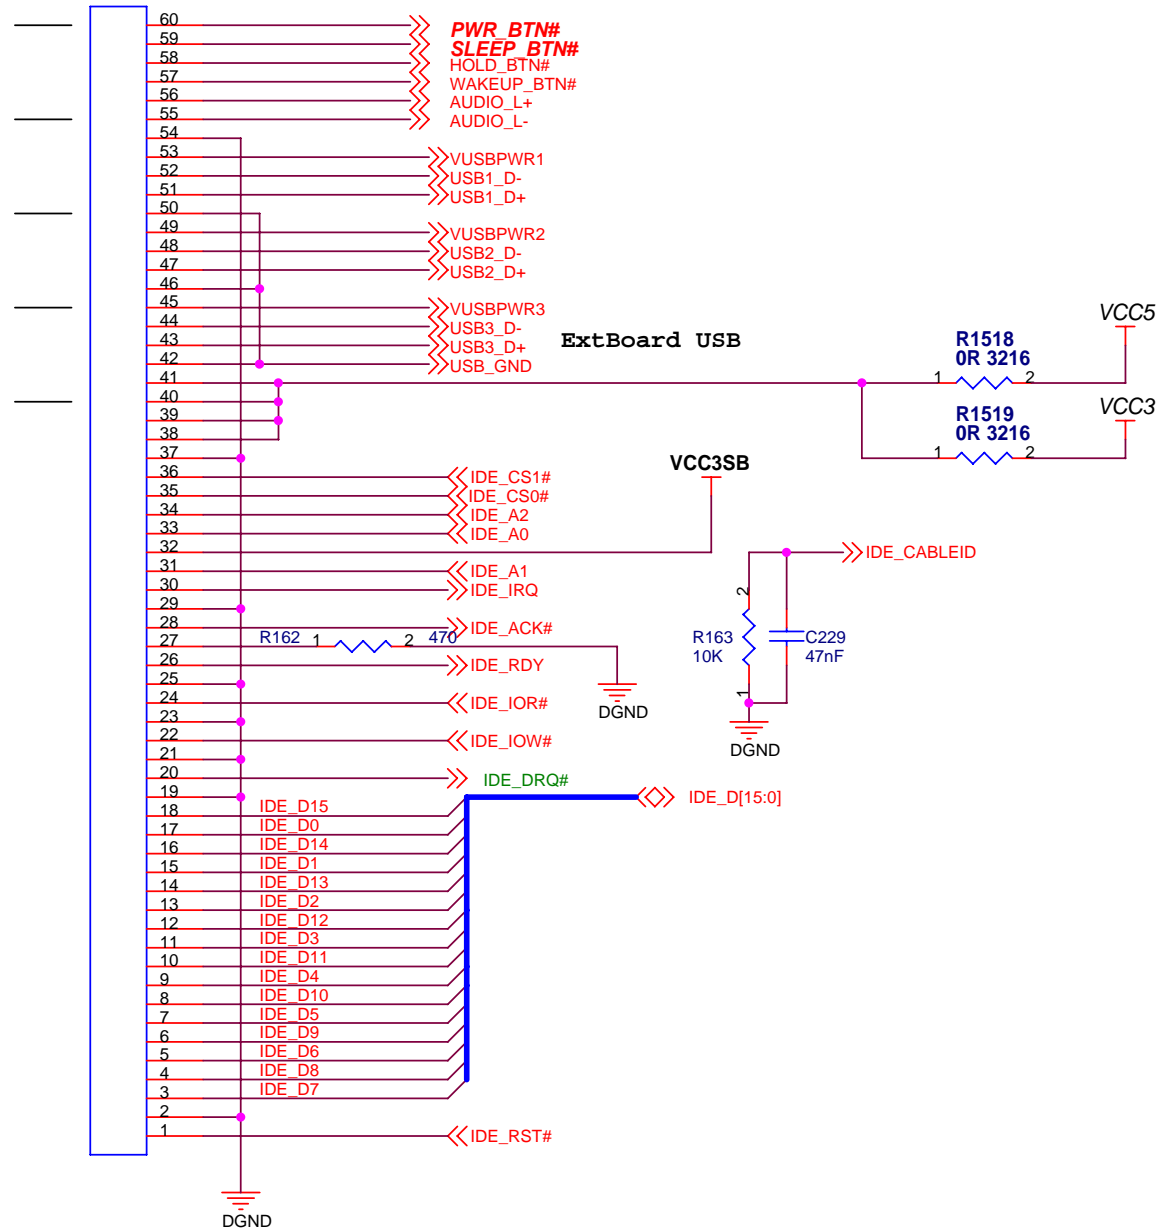 60 PWR_BTN#
59 SLEEP_BTN#
58 HOLD_BTN#
57 WAKEUP_BTN#
56 AUDIO_L+
55 AUDIO_L-
54
53 VUSBPWR1
52 USB1_D-
51 USB1_D+
50
49 VUSBPWR2
48 USB2_D-
47 USB2_D+
46
45 VUSBPWR3
44 USB3_D-
43 USB3_D+
42 USB_GND
ExtBoard USB
41
40
39
38
37
VCC5
R1518
0R 3216
1 2
VCC3
R1519
0R 3216
1 2
VCC3SB
36 IDE_CS1#
35 IDE_CS0#
34 IDE_A2
33 IDE_A0
32
31 IDE_A1
30 IDE_IRQ
29
28 IDE_ACK#
27 R162 1 2 470
DGND
26 IDE_RDY
25
24 IDE_IOR#
23
22 IDE_IOW#
21
20 IDE_DRQ#
19
IDE_CABLEID
2
R163
10K
1
C229
47nF
DGND
IDE_D[15:0]
18 IDE_D15
17 IDE_D0
16 IDE_D14
15 IDE_D1
14 IDE_D13
13 IDE_D2
12 IDE_D12
11 IDE_D3
10 IDE_D11
9 IDE_D4
8 IDE_D10
7 IDE_D5
6 IDE_D9
5 IDE_D6
4 IDE_D8
3 IDE_D7
2
1 IDE_RST#
DGND